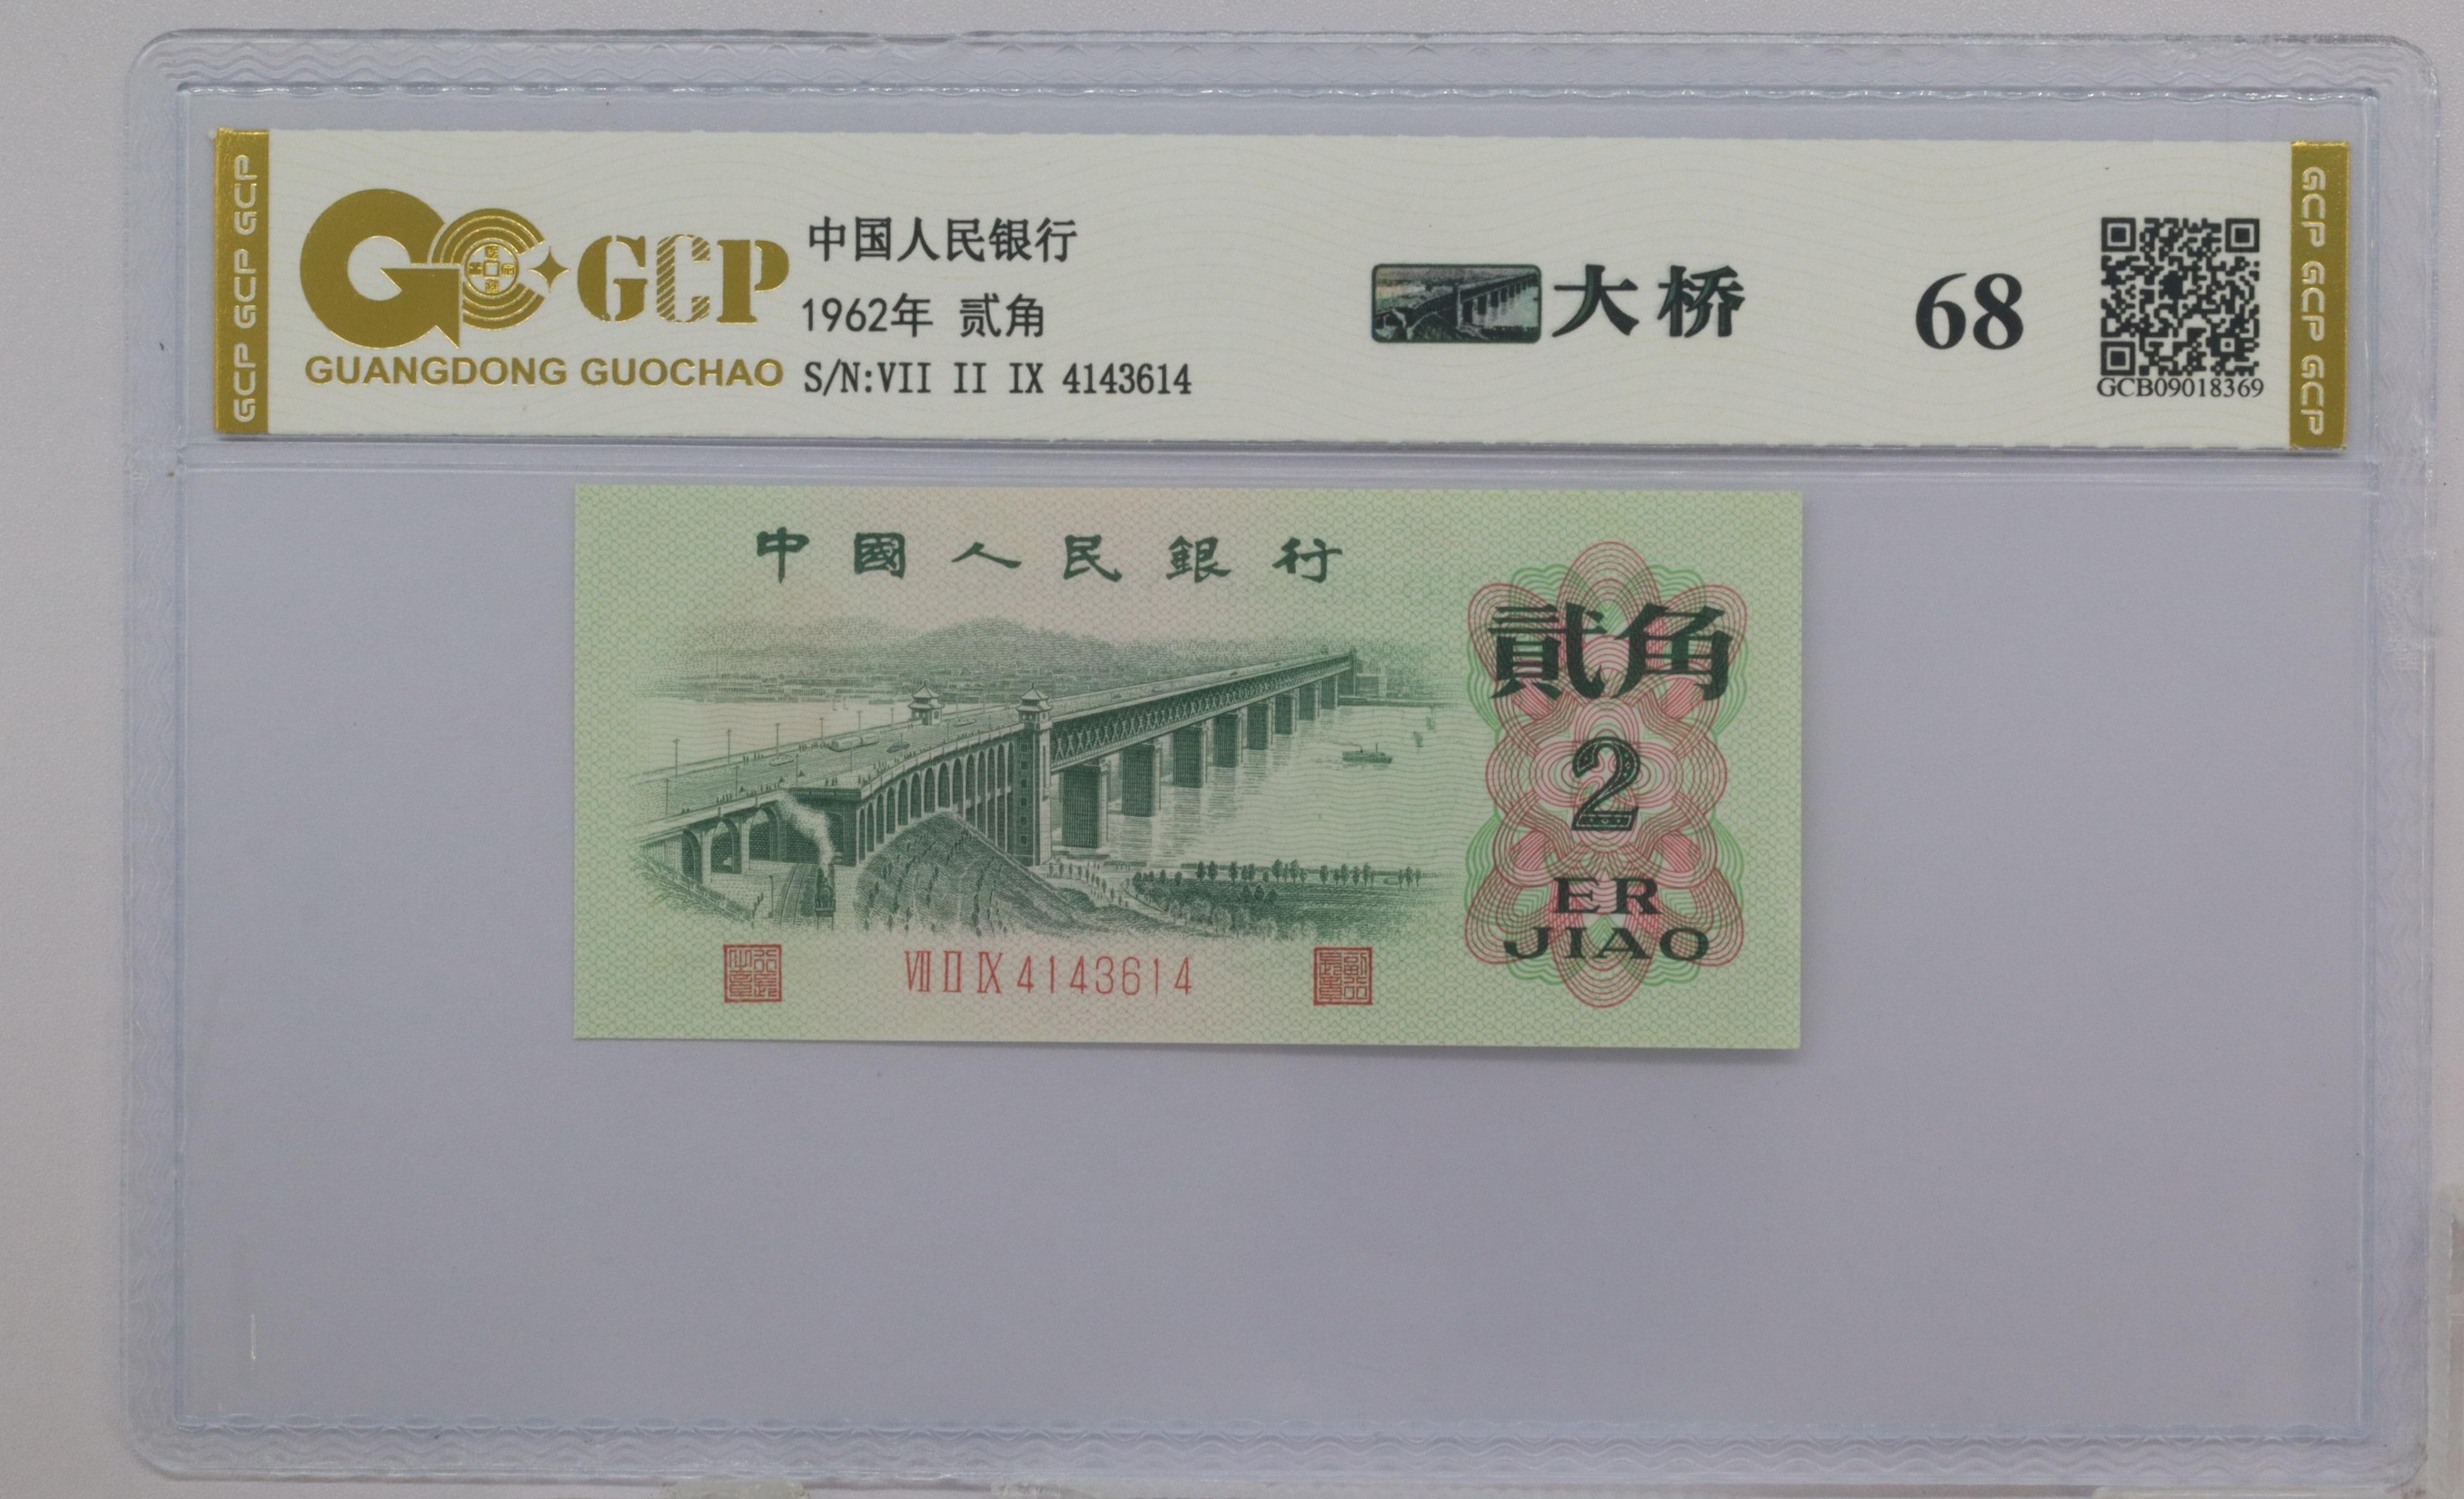 GCP GCP GCP
GCP
GUANGDONG GUOCHAO
中国人民银行
1962年 贰角
S/N:VII II IX 4143614
大桥
68
GCB09018369
GCP GCP GCP
中國人民銀行
貳角
2
ER
JIAO
VII II IX 4143614